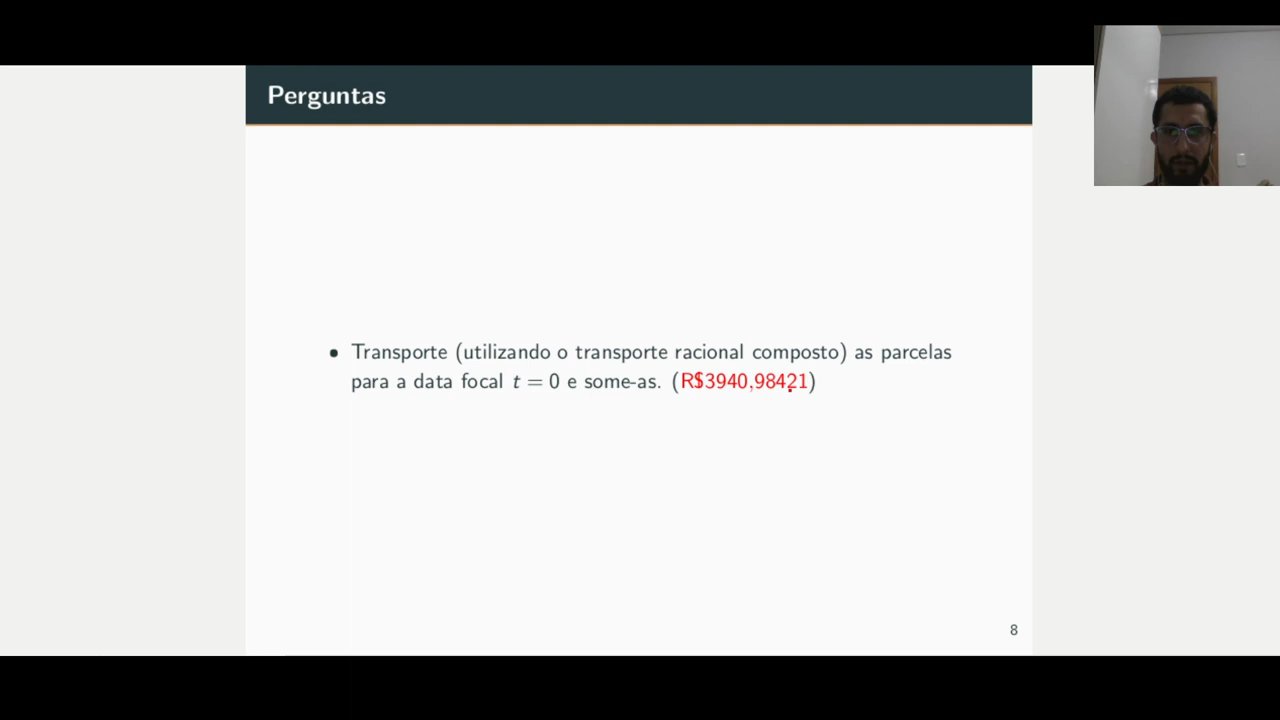 Perguntas
• Transporte (utilizando o transporte racional composto) as parcelas
para a data focal t = 0 e some-as. (R$3940,98421)
8